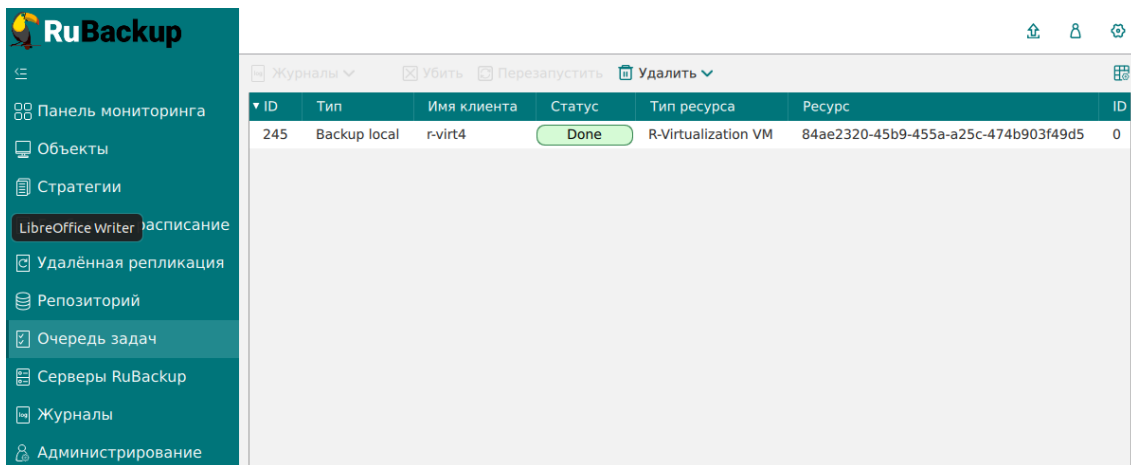 RuBackup
Журналы Убить Перезапустить Удалить
Панель мониторинга
Объекты
Стратегии
LibreOffice Writer расписание
Удалённая репликация
Репозиторий
Очередь задач
Серверы RuBackup
Журналы
Администрирование
ID Тип Имя клиента Статус Тип ресурса Ресурс ID
245 Backup local r-virt4 Done R-Virtualization VM 84ae2320-45b9-455a-a25c-474b903f49d5 0